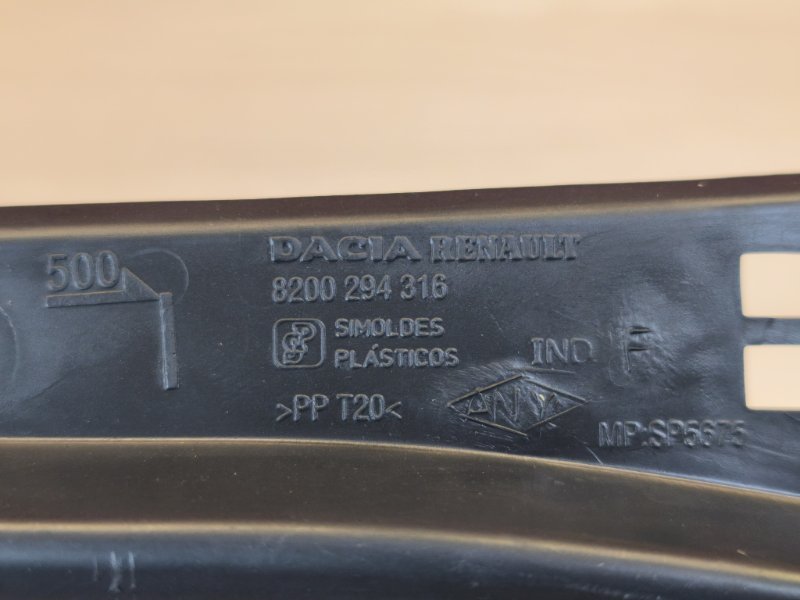 500
DACIA RENAULT
8200 294 316
SIMOLDES
PLÁSTICOS
IND F
>PP T20<
MP:SP5675